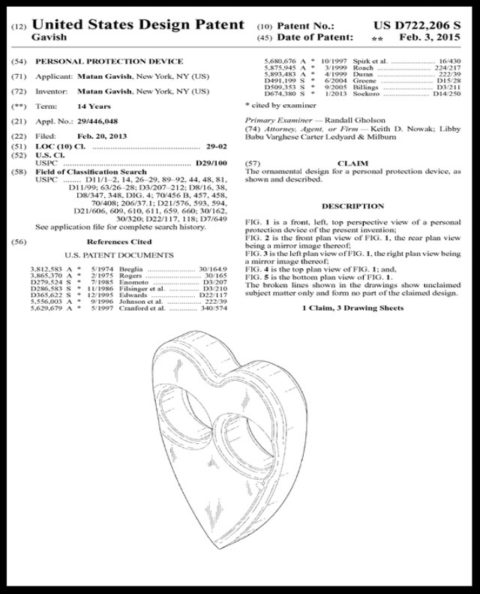 (12) United States Design Patent
Gavish
(10) Patent No.: US D722,206 S
(45) Date of Patent: ** Feb. 3, 2015
(54) PERSONAL PROTECTION DEVICE
(71) Applicant: Matan Gavish, New York, NY (US)
(72) Inventor: Matan Gavish, New York, NY (US)
(**) Term: 14 Years
(21) Appl. No.: 29/446,048
(22) Filed: Feb. 20, 2013
(51) LOC (10) Cl. ................................................ 29-02
(52) U.S. Cl.
USPC ........................................................ D29/100
(58) Field of Classification Search
USPC ........ D11/1–2, 14, 26–29, 89–92, 44, 48, 81,
D11/99; 63/26–28; D3/207–212; D8/16, 38,
D8/347, 348, DIG. 4; 70/456 B, 457, 458,
70/408; 206/37.1; D21/576, 593, 594,
D21/606, 609, 610, 611, 659, 660; 30/162,
30/320; D22/117, 118; D7/649
See application file for complete search history.
(56) References Cited
U.S. PATENT DOCUMENTS
3,812,583 A * 5/1974 Breglia .................. 30/164.9
3,865,370 A * 2/1975 Rogers .................. 30/165
D279,524 S * 7/1985 Enomoto .................. D3/207
D286,583 S * 11/1986 Filsinger et al. .................. D3/210
D365,622 S * 12/1995 Edwards .................. D22/117
5,556,003 A * 9/1996 Johnson et al. .................. 222/39
5,629,679 A * 5/1997 Cranford et al. .................. 340/574
5,680,676 A * 10/1997 Spirk et al. .................. 16/430
5,875,945 A * 3/1999 Roach .................. 224/217
5,893,483 A * 4/1999 Duran .................. 222/39
D491,199 S * 6/2004 Greene .................. D15/28
D509,353 S * 9/2005 Billings .................. D3/211
D674,380 S * 1/2013 .................. D14/250
* cited by examiner
Primary Examiner — Randall Gholson
(74) Attorney, Agent, or Firm — Keith D. Nowak; Libby
Babu Varghese Carter Ledyard & Milburn
(57) CLAIM
The ornamental design for a personal protection device, as
shown and described.
DESCRIPTION
FIG. 1 is a front, left, top perspective view of a personal
protection device of the present invention;
FIG. 2 is the front plan view of FIG. 1, the rear plan view
being a mirror image thereof;
FIG. 3 is the left plan view of FIG. 1, the right plan view being
a mirror image thereof;
FIG. 4 is the top plan view of FIG. 1; and,
FIG. 5 is the bottom plan view of FIG. 1.
The broken lines shown in the drawings show unclaimed
subject matter only and form no part of the claimed design.
1 Claim, 3 Drawing Sheets